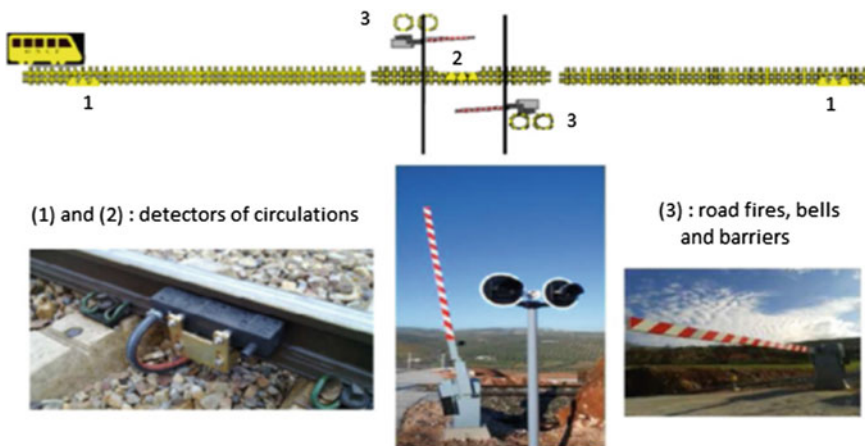 3
2
1
3
1
(1) and (2) : detectors of circulations
(3) : road fires, bells
and barriers